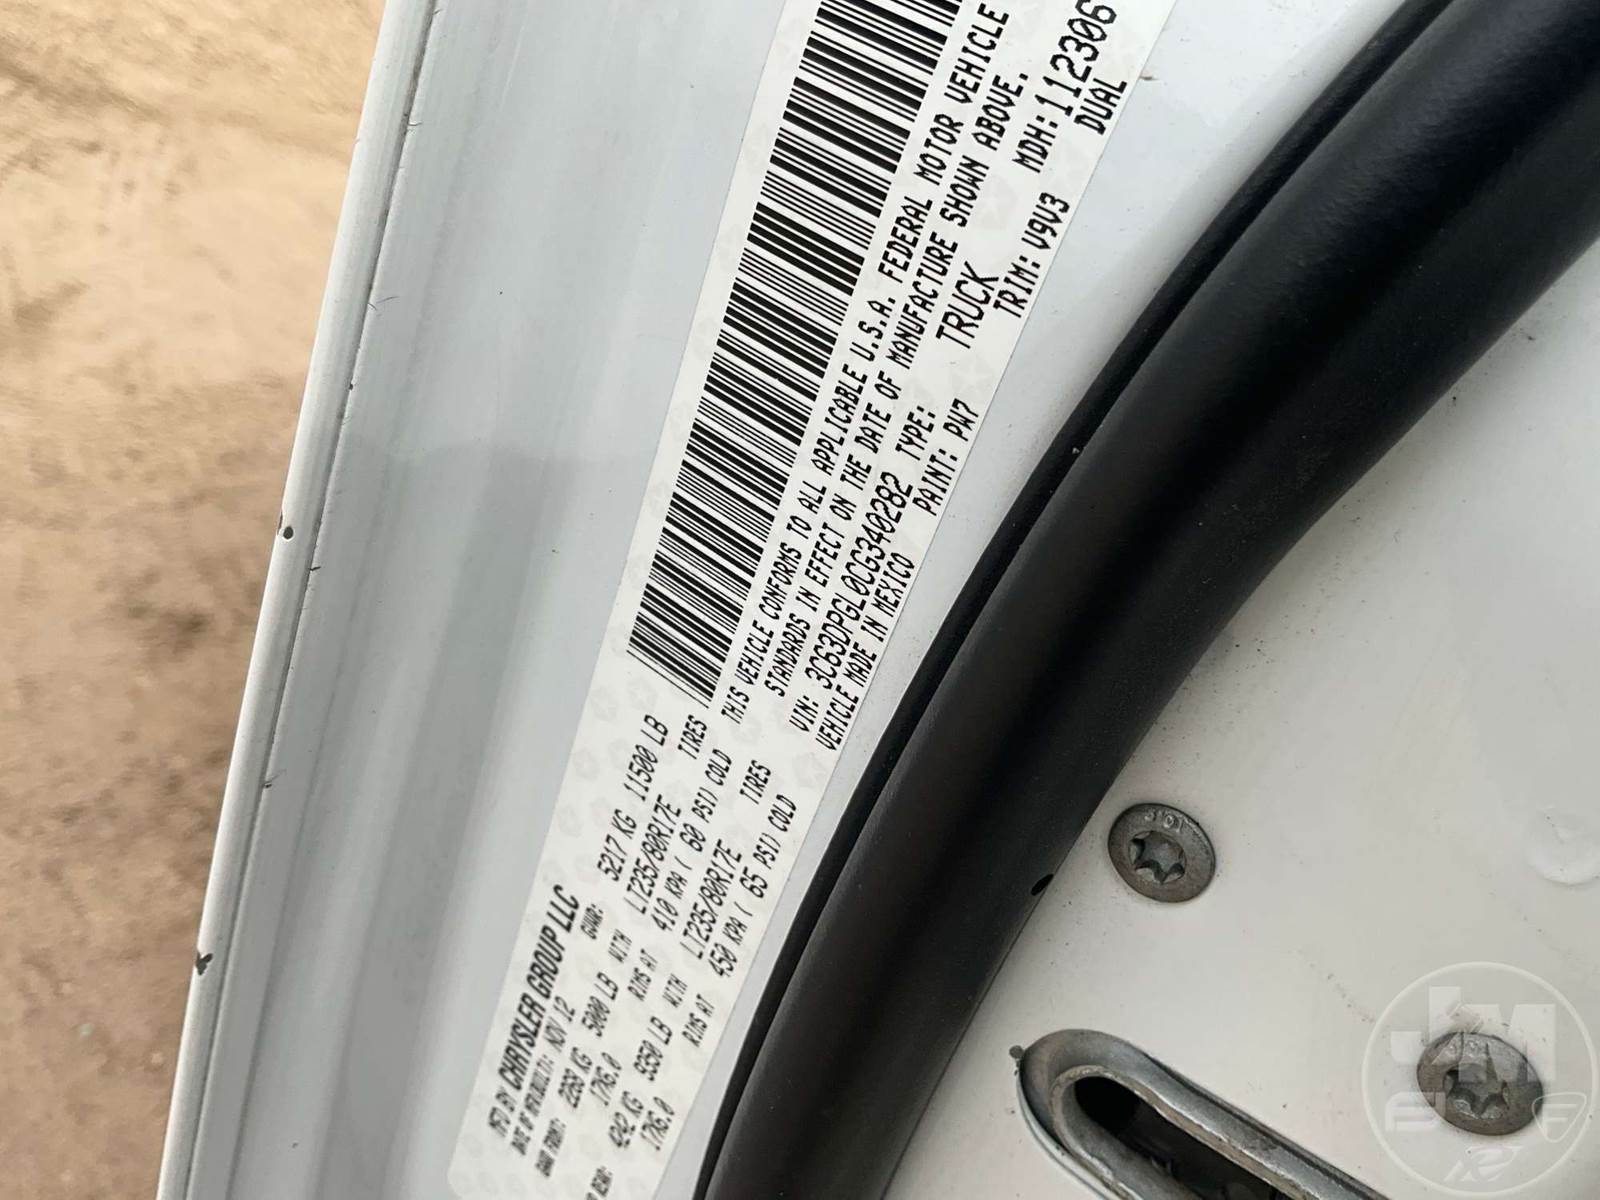 MFD BY CHRYSLER GROUP LLC
DATE OF MFR: NOV 12 GVWR: 5217 KG 11500 LB
GAWR FRONT: 2268 KG 5000 LB WITH LT235/80R17E TIRES
17X6.0 RIMS AT 410 KPA ( 60 PSI) COLD
REAR: 4242 KG 9350 LB WITH LT235/80R17E TIRES
17X6.0 RIMS AT 450 KPA ( 65 PSI) COLD
THIS VEHICLE CONFORMS TO ALL APPLICABLE U.S.A. FEDERAL MOTOR VEHICLE
STANDARDS IN EFFECT ON THE DATE OF MANUFACTURE SHOWN ABOVE.
VIN: 3C63DPGL0CG340282 TYPE: TRUCK MDH: 112306
VEHICLE MADE IN MEXICO PAINT: PW7 TRIM: V9V3 DUAL